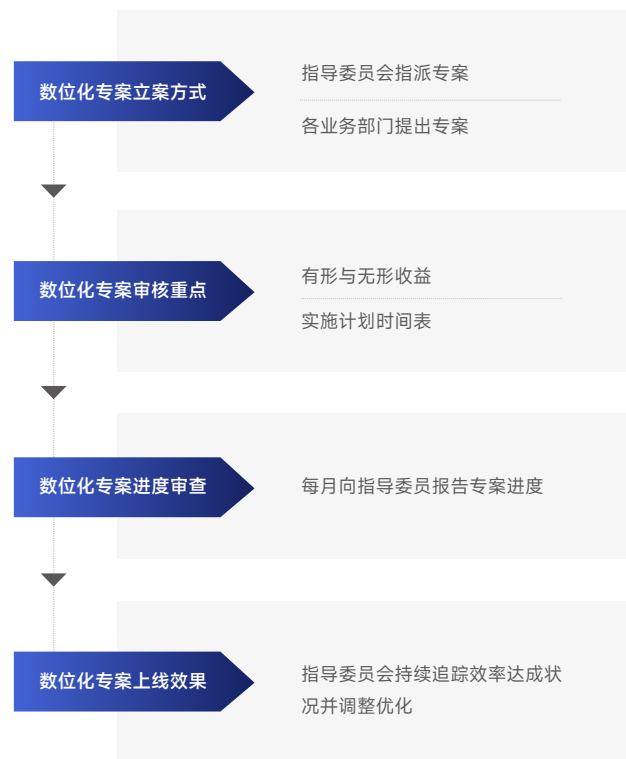 数位化专案立案方式
指导委员会指派专案
各业务部门提出专案
数位化专案审核重点
有形与无形收益
实施计划时间表
数位化专案进度审查
每月向指导委员报告专案进度
数位化专案上线效果
指导委员会持续追踪效率达成状
况并调整优化